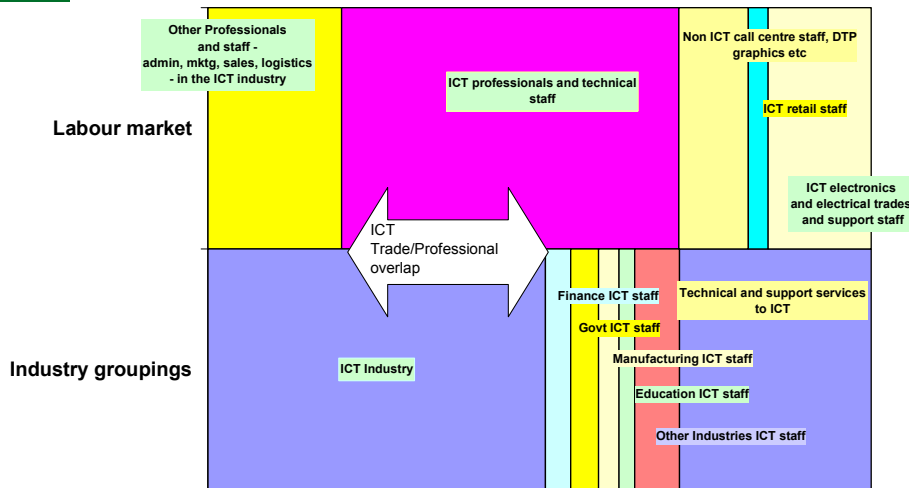 Other Professionals
and staff -
admin, mktg, sales, logistics
- in the ICT industry
ICT professionals and technical
staff
Non ICT call centre staff, DTP
graphics etc
ICT retail staff
Labour market
ICT electronics
and electrical trades
and support staff
ICT
Trade/Professional
overlap
Finance ICT staff
Technical and support services
to ICT
Govt ICT staff
Manufacturing ICT staff
Industry groupings
ICT Industry
Education ICT staff
Other Industries ICT staff